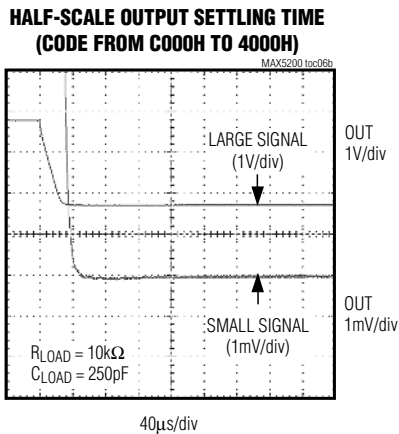 HALF-SCALE OUTPUT SETTLING TIME
(CODE FROM C000H TO 4000H)
MAX5200 toc06b
LARGE SIGNAL
(1V/div)
OUT
1V/div
SMALL SIGNAL
(1mV/div)
OUT
1mV/div
RLOAD = 10kΩ
CLOAD = 250pF
40μs/div